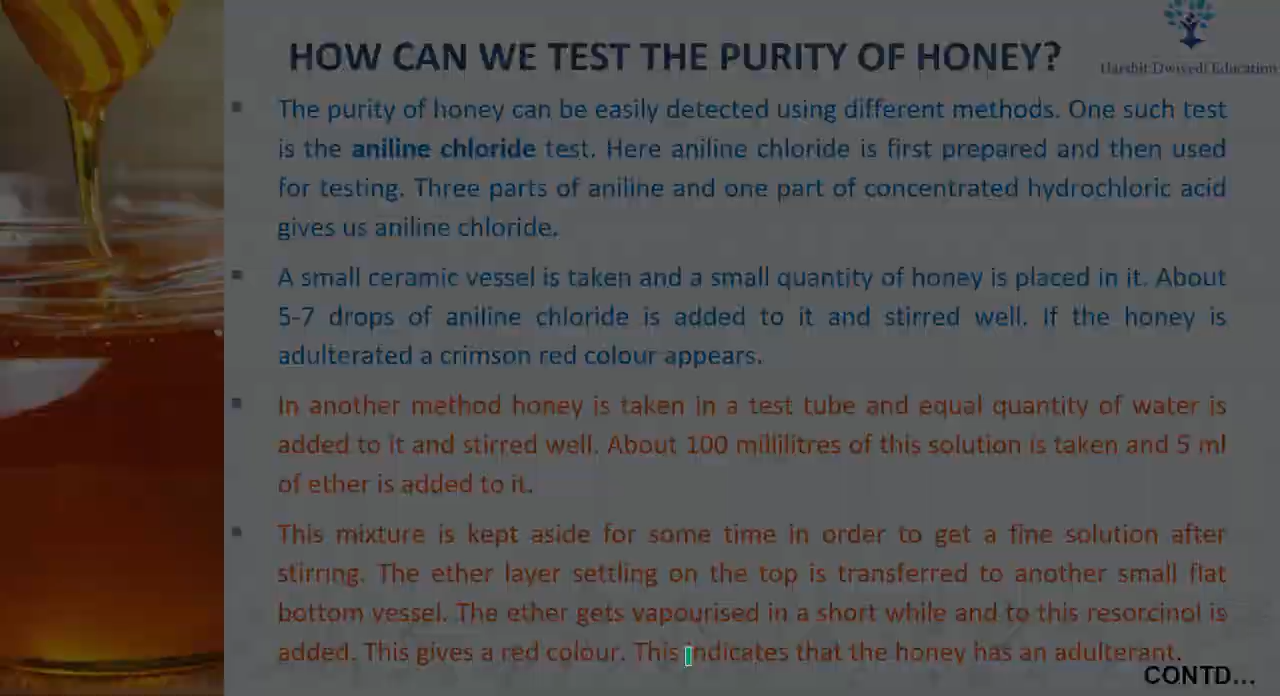 HOW CAN WE TEST THE PURITY OF HONEY?
Harshit Dwivedi Education
The purity of honey can be easily detected using different methods. One such test
is the aniline chloride test. Here aniline chloride is first prepared and then used
for testing. Three parts of aniline and one part of concentrated hydrochloric acid
gives us aniline chloride.
A small ceramic vessel is taken and a small quantity of honey is placed in it. About
5-7 drops of aniline chloride is added to it and stirred well. If the honey is
adulterated a crimson red colour appears.
In another method honey is taken in a test tube and equal quantity of water is
added to it and stirred well. About 100 millilitres of this solution is taken and 5 ml
of ether is added to it.
This mixture is kept aside for some time in order to get a fine solution after
stirring. The ether layer settling on the top is transferred to another small flat
bottom vessel. The ether gets vapourised in a short while and to this resorcinol is
added. This gives a red colour. This indicates that the honey has an adulterant.
CONTD...